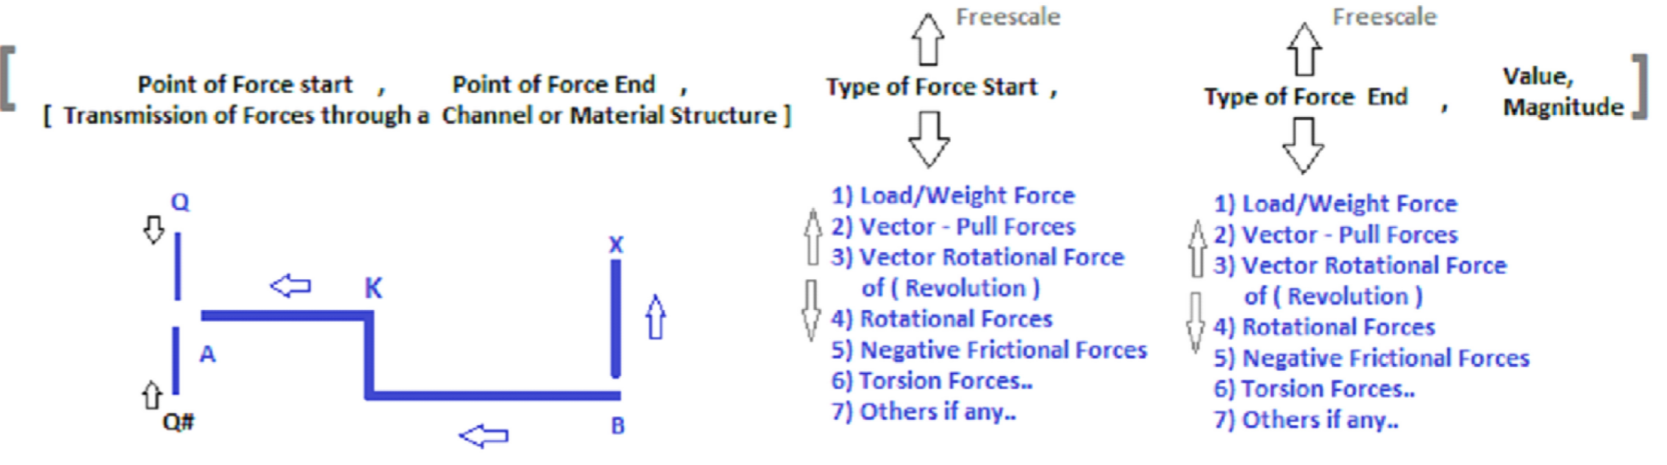 Freescale
Freescale
[ Point of Force start , Point of Force End , Type of Force Start , Type of Force End , Value, Magnitude ]
[ Transmission of Forces through a Channel or Material Structure ]
Q
Q#
A
K
X
B
1) Load/Weight Force
2) Vector - Pull Forces
3) Vector Rotational Force
of ( Revolution )
4) Rotational Forces
5) Negative Frictional Forces
6) Torsion Forces..
7) Others if any..
1) Load/Weight Force
2) Vector - Pull Forces
3) Vector Rotational Force
of ( Revolution )
4) Rotational Forces
5) Negative Frictional Forces
6) Torsion Forces..
7) Others if any..